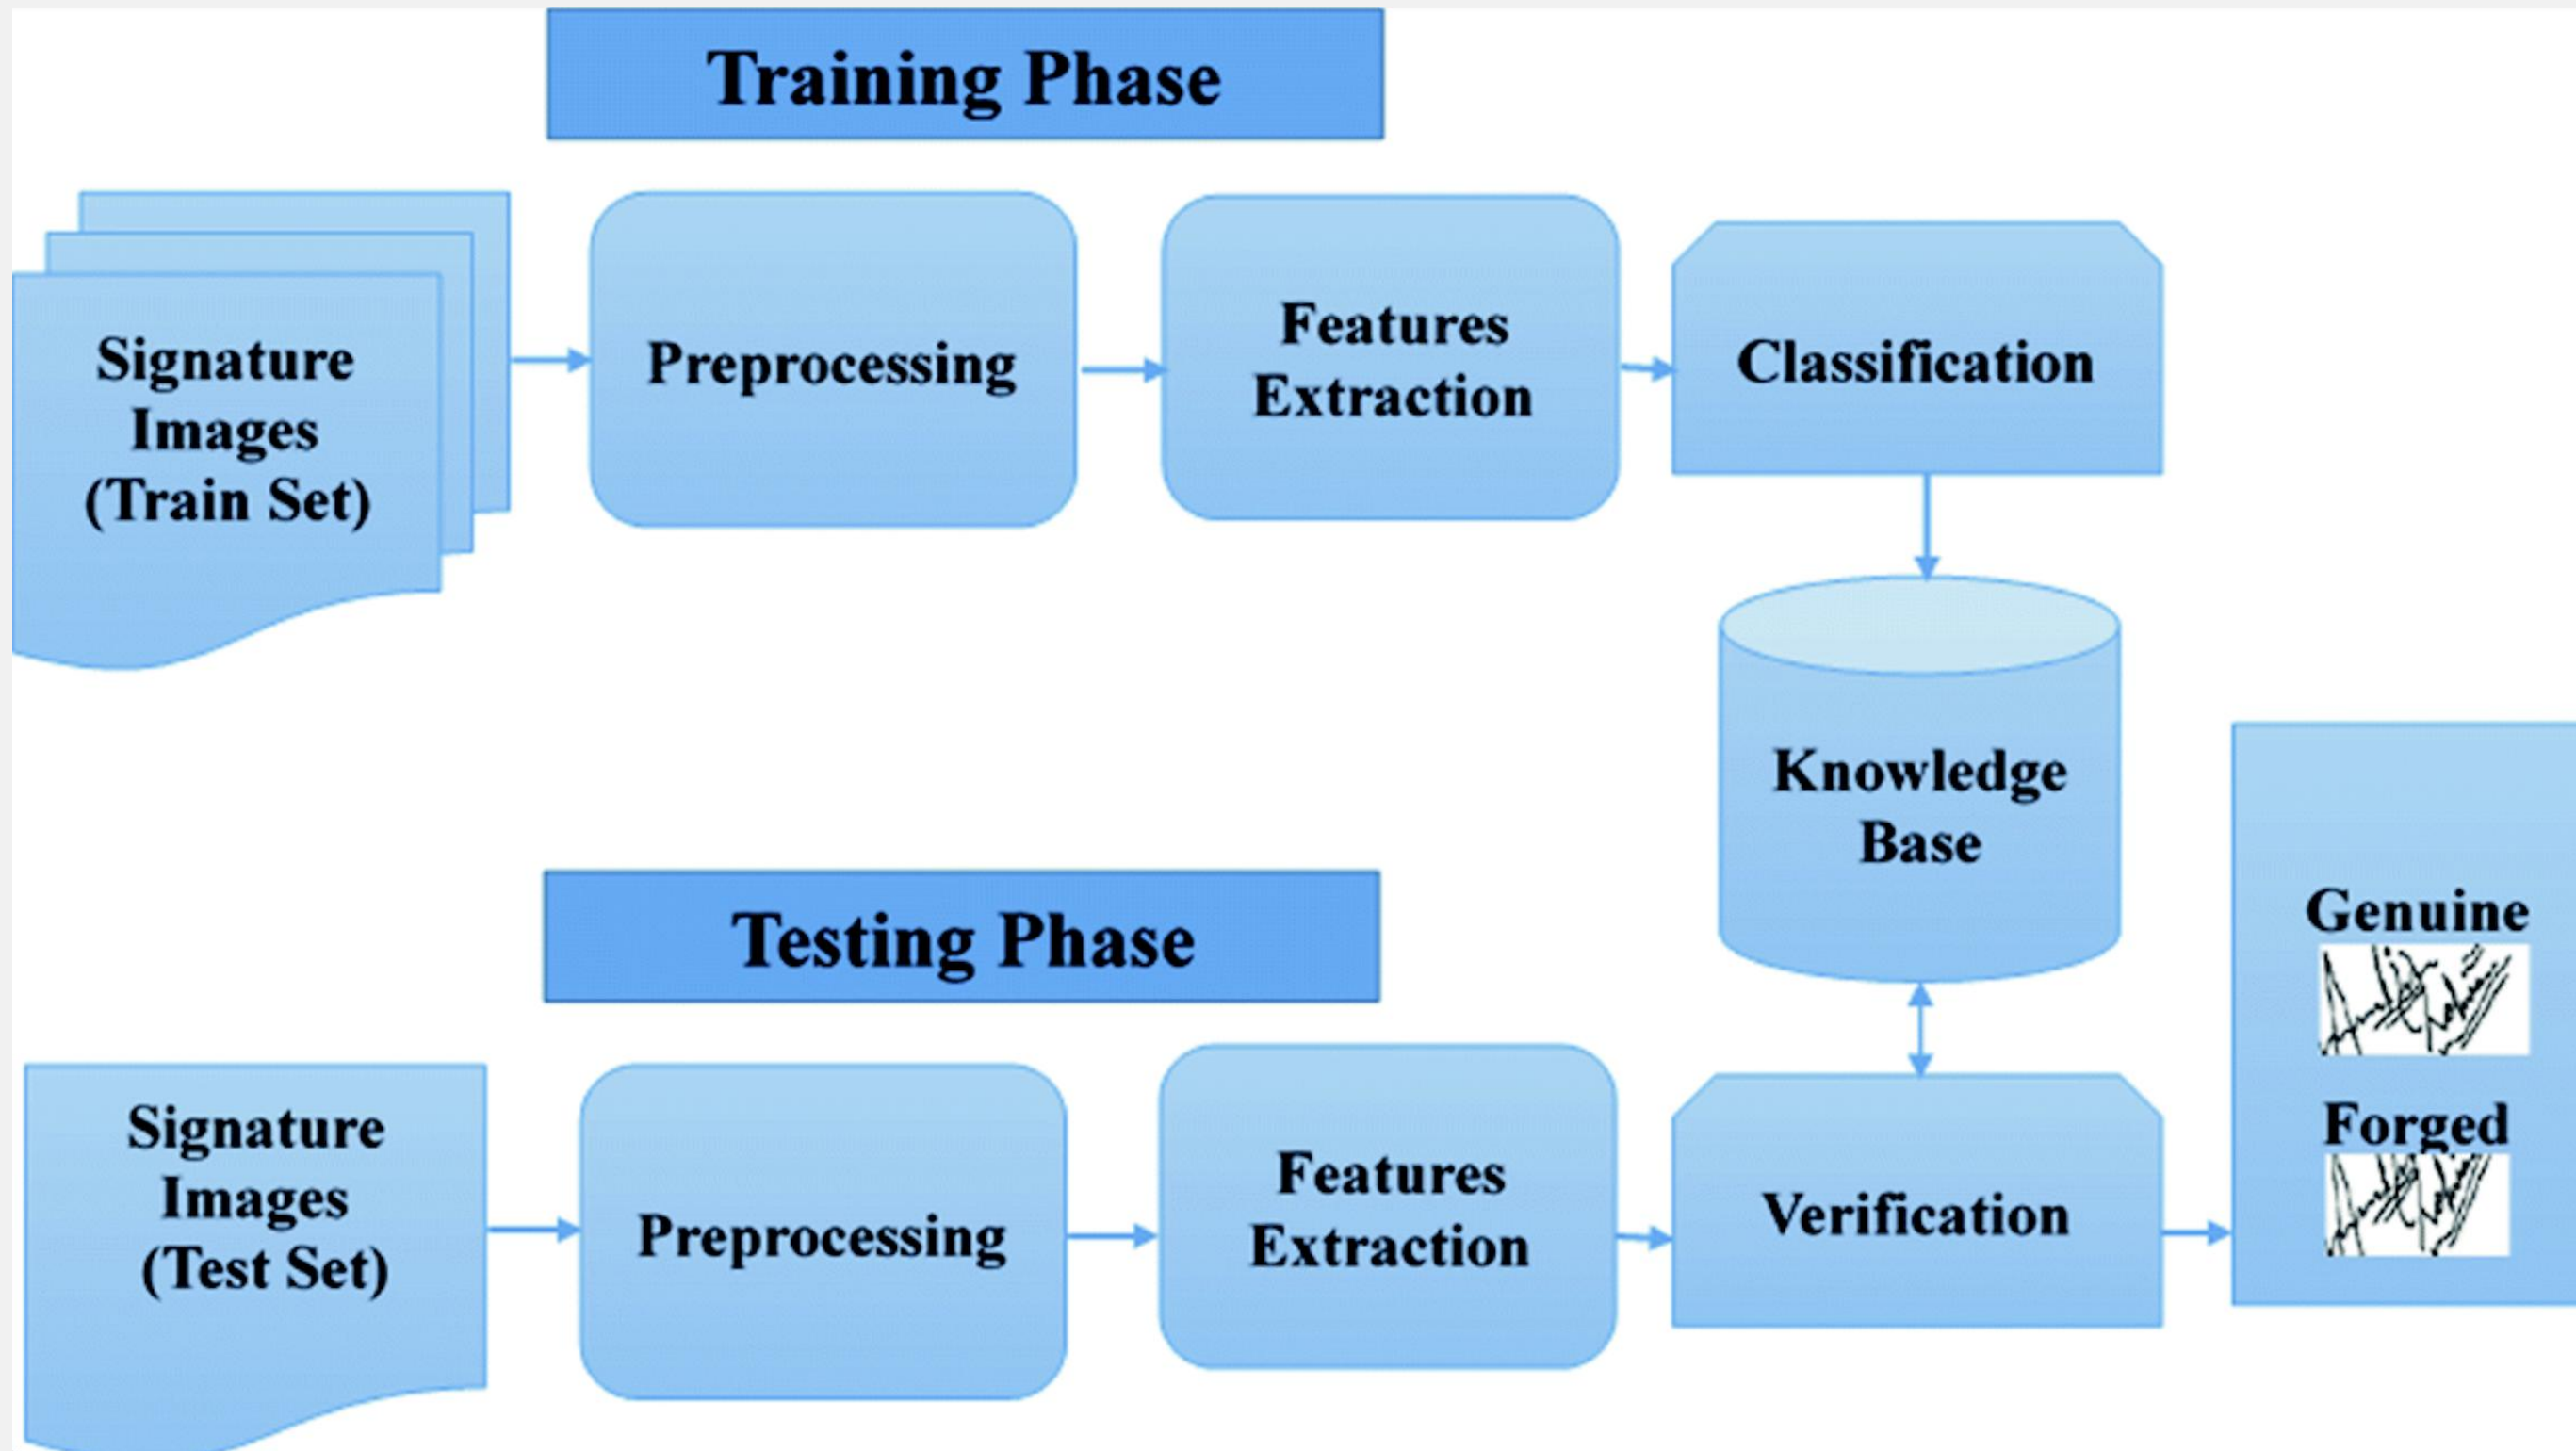 Training Phase
Signature
Images
(Train Set)
Preprocessing
Features
Extraction
Classification
Knowledge
Base
Testing Phase
Signature
Images
(Test Set)
Preprocessing
Features
Extraction
Verification
Genuine
Forged